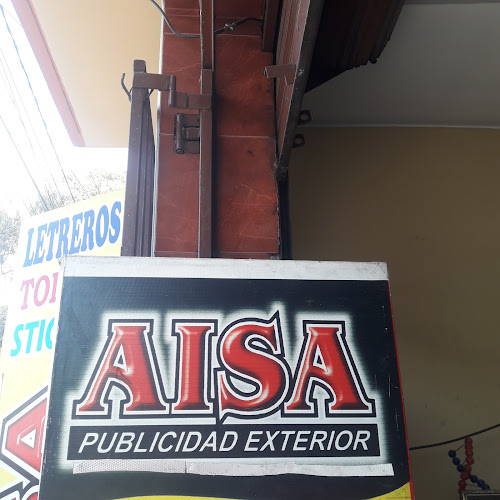 LETREROS
AISA
PUBLICIDAD EXTERIOR